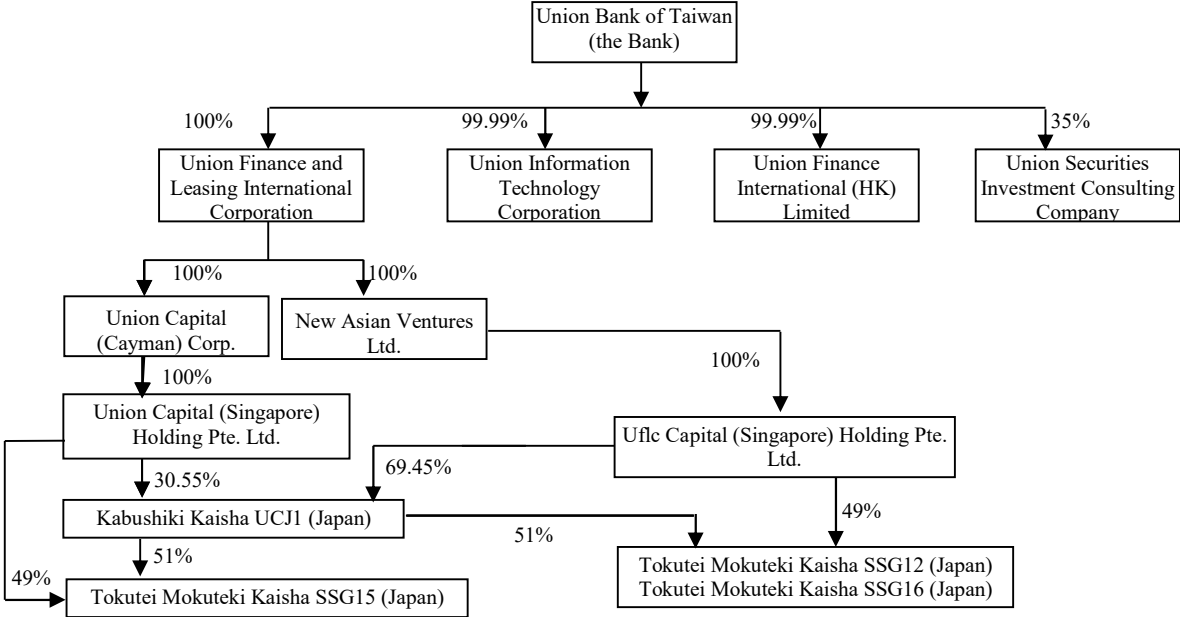 Union Bank of Taiwan
(the Bank)
100%
99.99%
99.99%
35%
Union Finance and
Leasing International
Corporation
Union Information
Technology
Corporation
Union Finance
International (HK)
Limited
Union Securities
Investment Consulting
Company
100%
100%
Union Capital
(Cayman) Corp.
New Asian Ventures
Ltd.
100%
100%
Union Capital (Singapore)
Holding Pte. Ltd.
Uflc Capital (Singapore) Holding Pte.
Ltd.
30.55%
69.45%
Kabushiki Kaisha UCJ1 (Japan)
49%
51%
51%
49%
Tokutei Mokuteki Kaisha SSG12 (Japan)
Tokutei Mokuteki Kaisha SSG16 (Japan)
Tokutei Mokuteki Kaisha SSG15 (Japan)